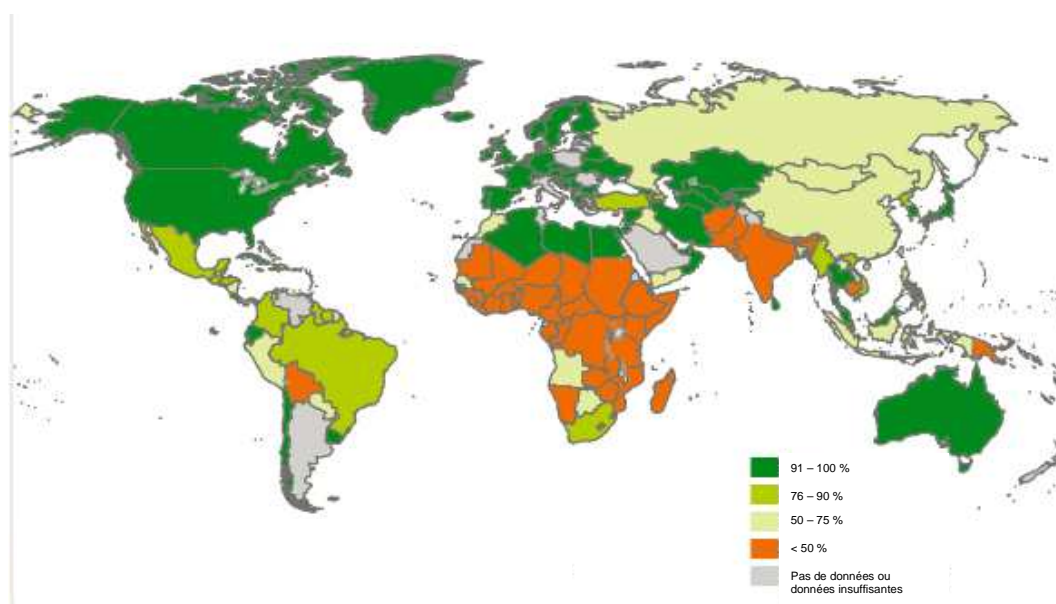 91 – 100 %
76 – 90 %
50 – 75 %
< 50 %
Pas de données ou
données insuffisantes